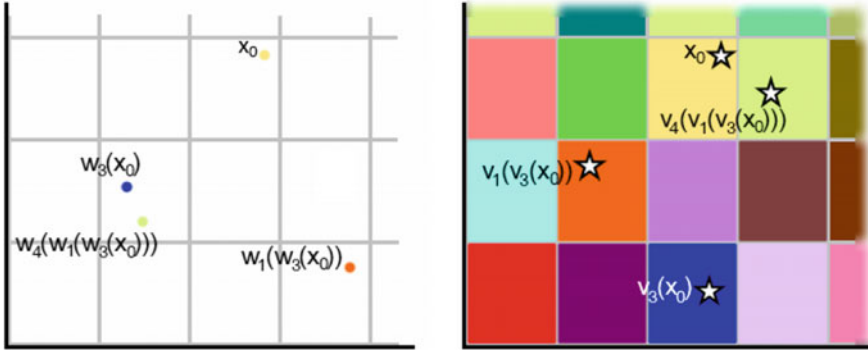 x₀
w₃(x₀)
w₄(w₁(w₃(x₀)))
w₁(w₃(x₀))
x₀
v₄(v₁(v₃(x₀)))
v₁(v₃(x₀))
v₃(x₀)